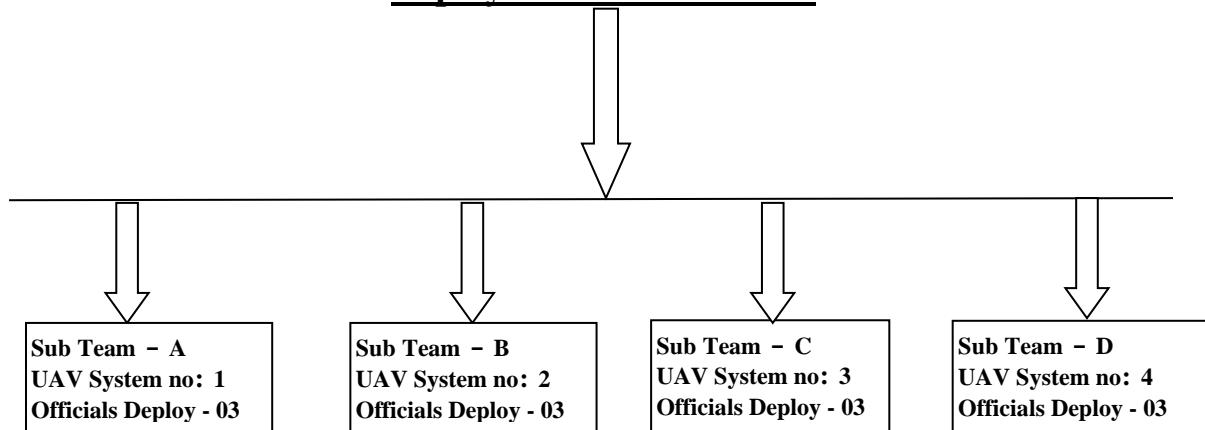 Sub Team – A
UAV System no: 1
Officials Deploy - 03
Sub Team – B
UAV System no: 2
Officials Deploy - 03
Sub Team – C
UAV System no: 3
Officials Deploy - 03
Sub Team – D
UAV System no: 4
Officials Deploy - 03